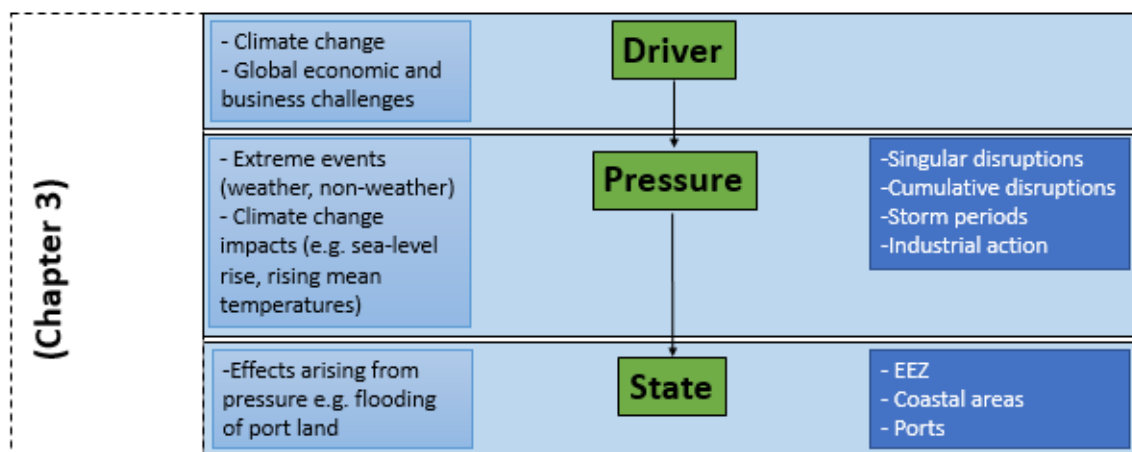 (Chapter 3)
- Climate change
- Global economic and
business challenges
Driver
- Extreme events
(weather, non-weather)
- Climate change
impacts (e.g. sea-level
rise, rising mean
temperatures)
Pressure
-Singular disruptions
-Cumulative disruptions
-Storm periods
-Industrial action
-Effects arising from
pressure e.g. flooding
of port land
State
- EEZ
- Coastal areas
- Ports